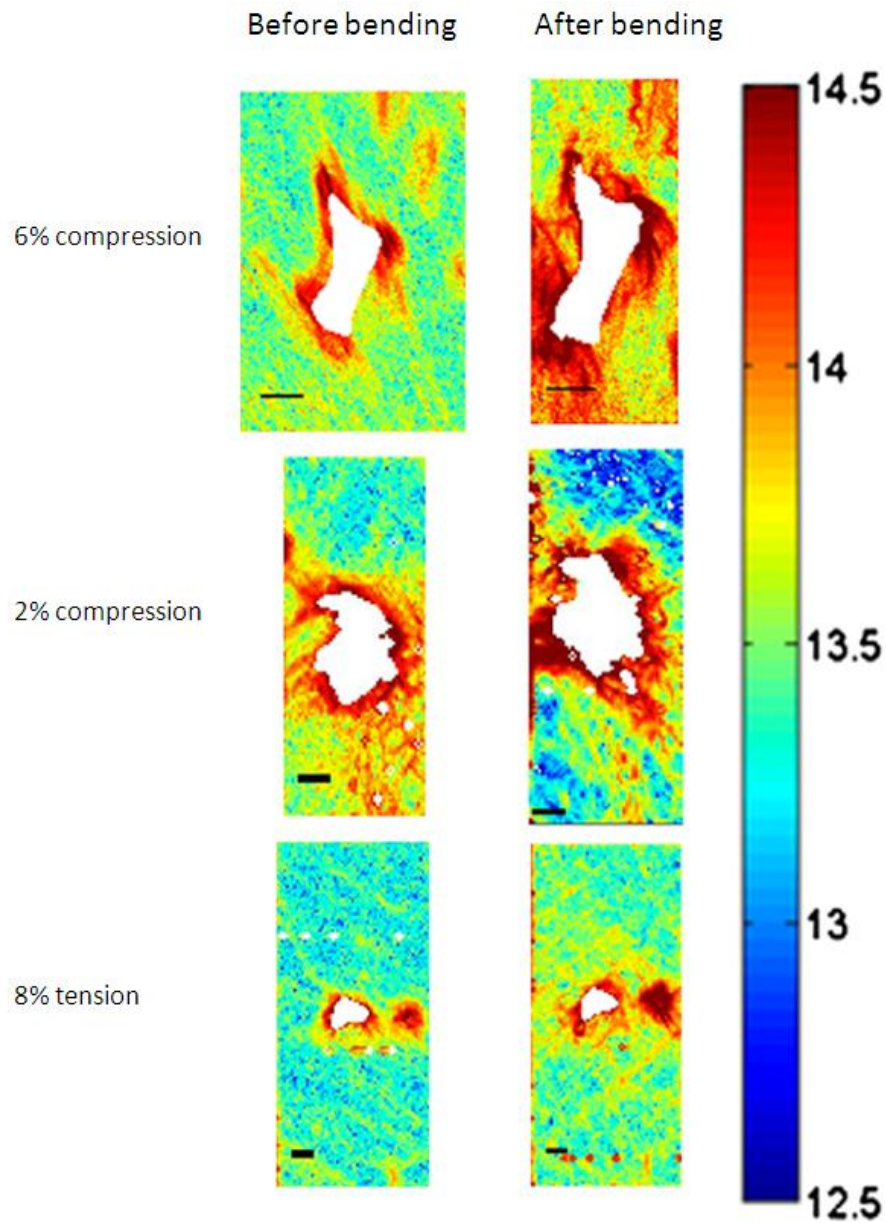 Before bending After bending
14.5
6% compression
14
13.5
2% compression
13
8% tension
12.5